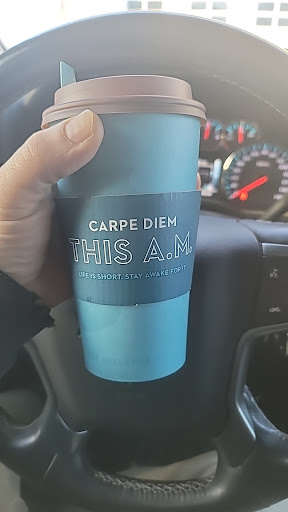 CARPE DIEM
THIS A.M.
LIFE IS SHORT. STAY AWAKE FOR IT.